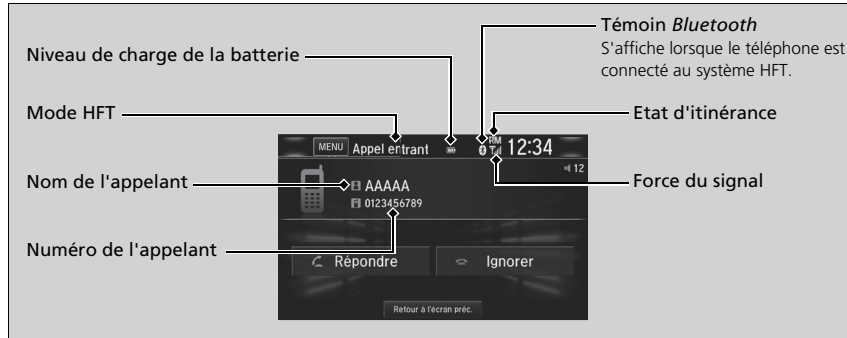 Témoin Bluetooth
S'affiche lorsque le téléphone est
connecté au système HFT.
Niveau de charge de la batterie
Mode HFT
Etat d'itinérance
MENU Appel entrant RM 12:34
12
Nom de l'appelant
AAAAA
Force du signal
0123456789
Numéro de l'appelant
Répondre Ignorer
Retour à l'écran préc.